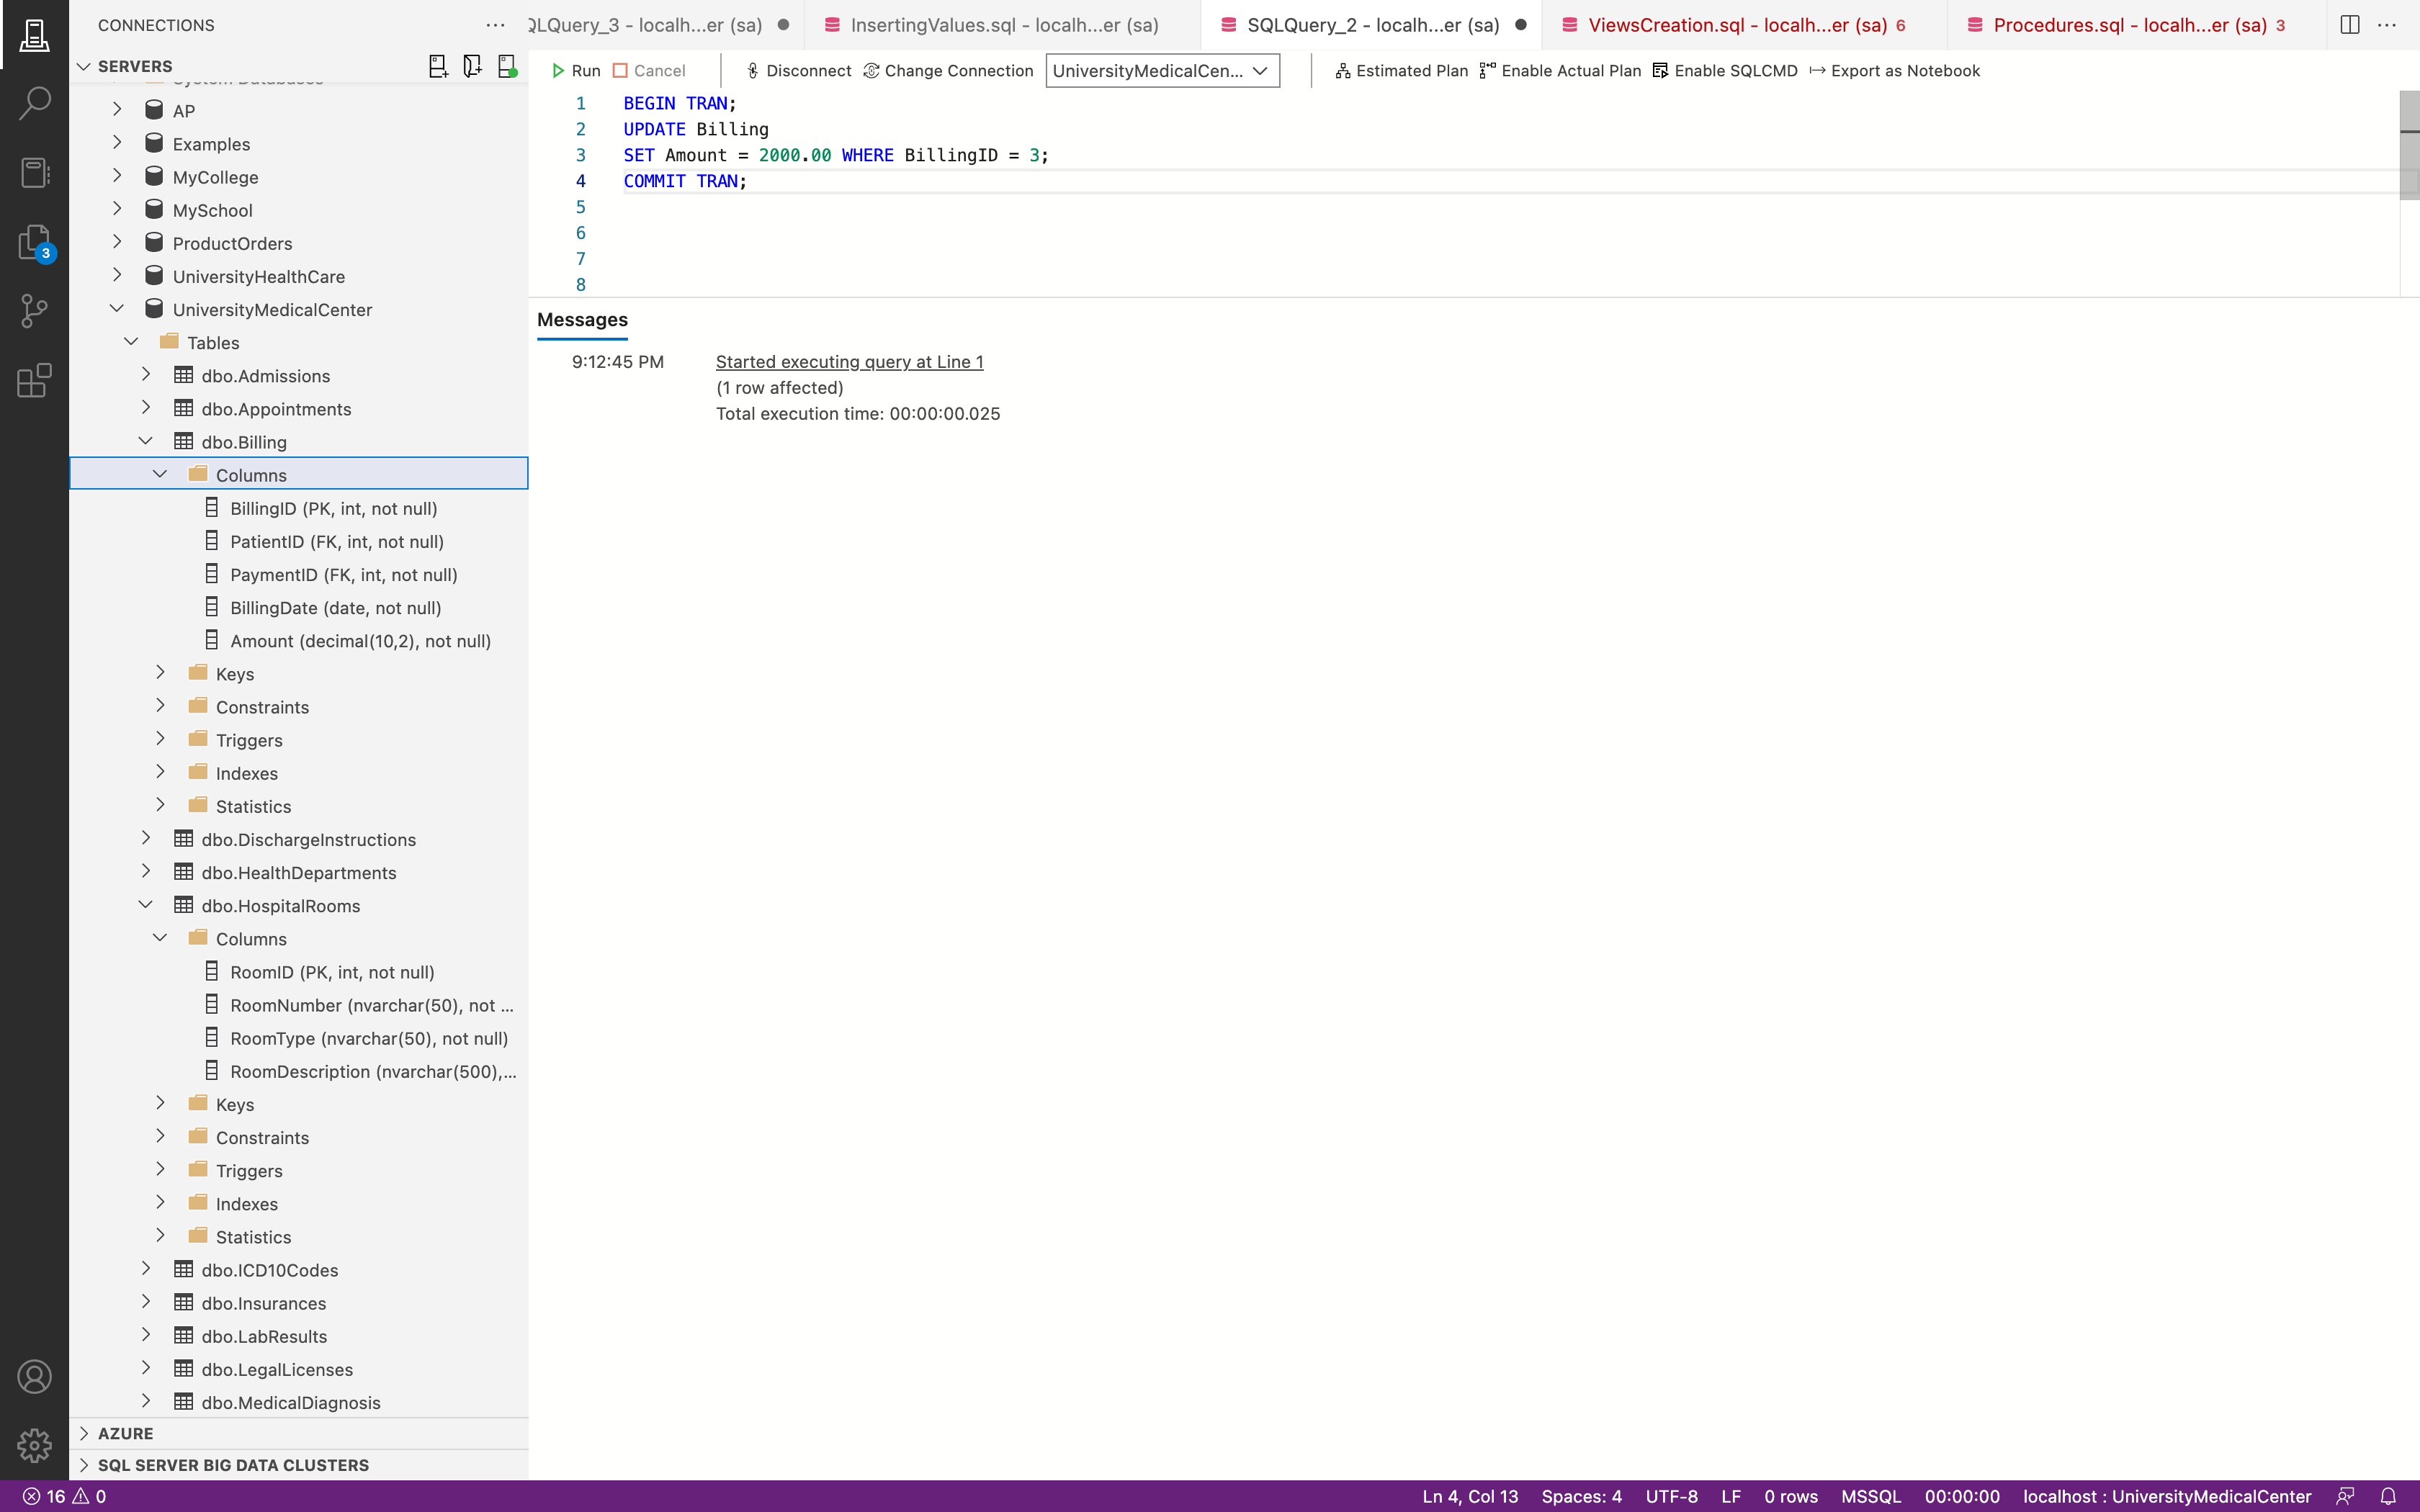 CONNECTIONS
SERVERS
System Databases
AP
Examples
MyCollege
MySchool
ProductOrders
UniversityHealthCare
UniversityMedicalCenter
Tables
dbo.Admissions
dbo.Appointments
dbo.Billing
Columns
BillingID (PK, int, not null)
PatientID (FK, int, not null)
PaymentID (FK, int, not null)
BillingDate (date, not null)
Amount (decimal(10,2), not null)
Keys
Constraints
Triggers
Indexes
Statistics
dbo.DischargeInstructions
dbo.HealthDepartments
dbo.HospitalRooms
Columns
RoomID (PK, int, not null)
RoomNumber (nvarchar(50), not ...
RoomType (nvarchar(50), not null)
RoomDescription (nvarchar(500),...
Keys
Constraints
Triggers
Indexes
Statistics
dbo.ICD10Codes
dbo.Insurances
dbo.LabResults
dbo.LegalLicenses
dbo.MedicalDiagnosis
AZURE
SQL SERVER BIG DATA CLUSTERS
3
QLQuery_3 - localh...er (sa) InsertingValues.sql - localh...er (sa) SQLQuery_2 - localh...er (sa) ViewsCreation.sql - localh...er (sa) 6 Procedures.sql - localh...er (sa) 3
Run Cancel Disconnect Change Connection UniversityMedicalCen... Estimated Plan Enable Actual Plan Enable SQLCMD Export as Notebook
1 BEGIN TRAN;
2 UPDATE Billing
3 SET Amount = 2000.00 WHERE BillingID = 3;
4 COMMIT TRAN;
5
6
7
8
Messages
9:12:45 PM Started executing query at Line 1
(1 row affected)
Total execution time: 00:00:00.025
16 0 Ln 4, Col 13 Spaces: 4 UTF-8 LF 0 rows MSSQL 00:00:00 localhost : UniversityMedicalCenter